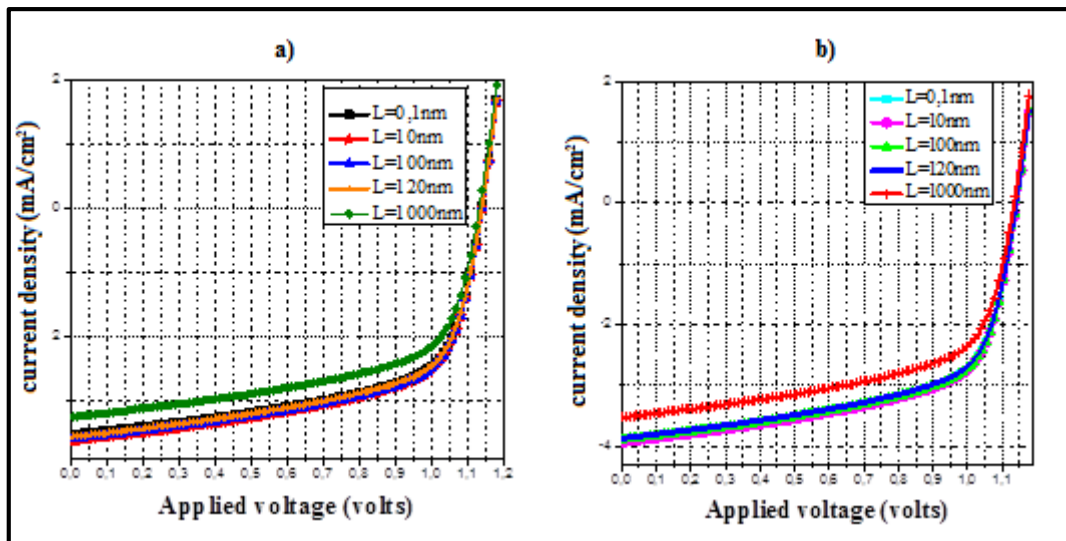 a)
current density (mA/cm²)
2
0
2
L=0,1nm
L=10nm
L=100nm
L=120nm
L=1000nm
0,0 0,1 0,2 0,3 0,4 0,5 0,6 0,7 0,8 0,9 1,0 1,1 1,2
Applied voltage (volts)
b)
current density (mA/cm²)
2
0
-2
-4
L=0,1nm
L=10nm
L=100nm
L=120nm
L=1000nm
0,0 0,1 0,2 0,3 0,4 0,5 0,6 0,7 0,8 0,9 1,0 1,1
Applied voltage (volts)